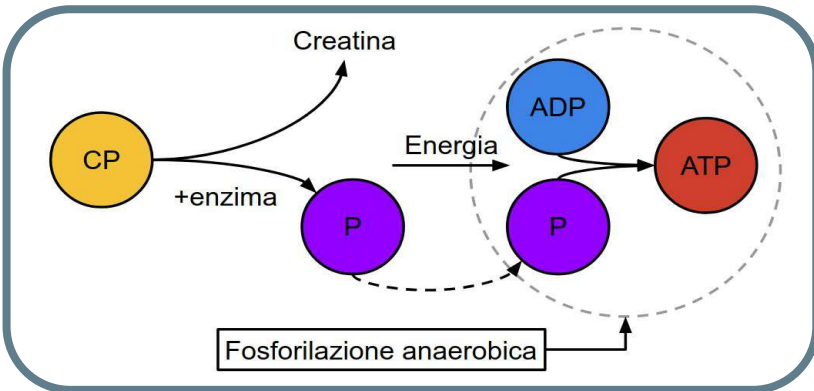 Creatina
CP
+enzima
P
Energia
ADP
P
ATP
Fosforilazione anaerobica